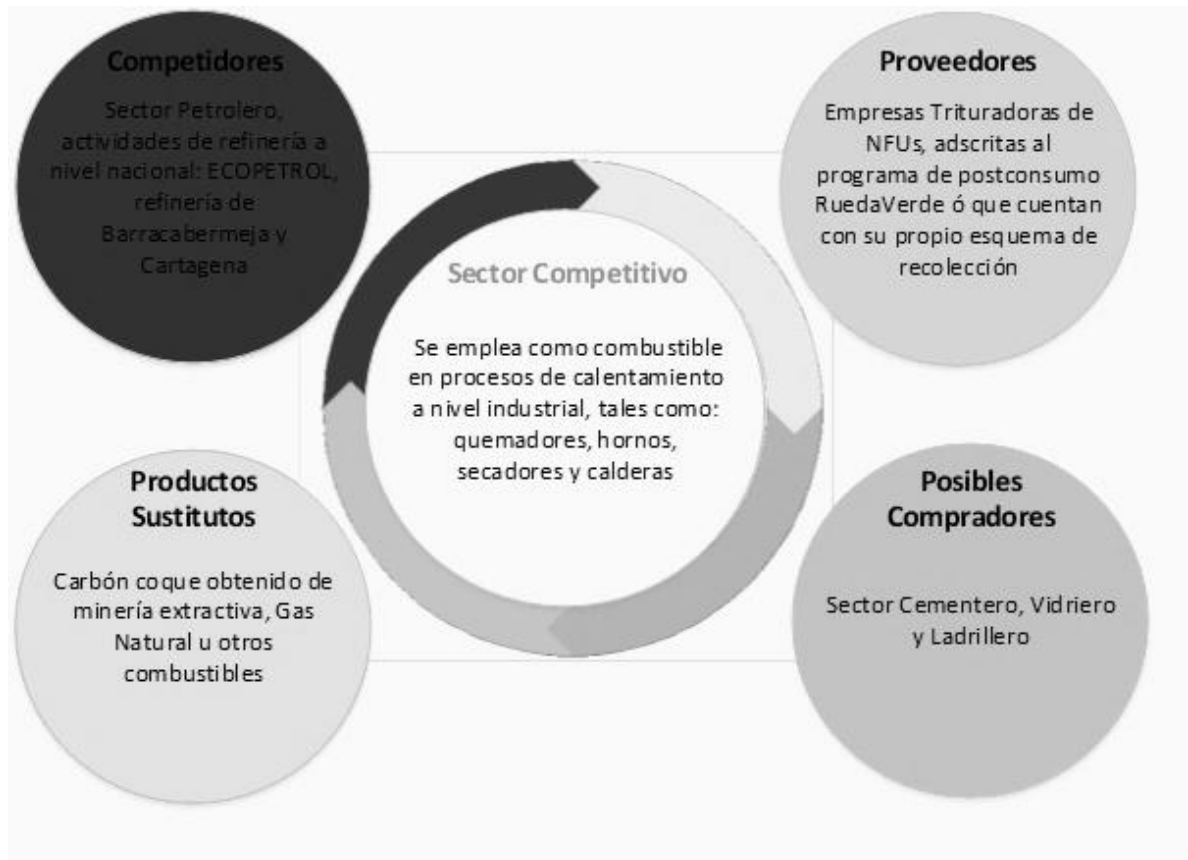 Competidores
Sector Petrolero,
actividades de refinería a
nivel nacional: ECOPETROL,
refinería de
Barracabermeja y
Cartagena
Proveedores
Empresas Trituradoras de
NFUs, adscritas al
programa de postconsumo
RuedaVerde ó que cuentan
con su propio esquema de
recolección
Sector Competitivo
Se emplea como combustible
en procesos de calentamiento
a nivel industrial, tales como:
quemadores, hornos,
secadores y calderas
Productos
Sustitutos
Carbón coque obtenido de
minería extractiva, Gas
Natural u otros
combustibles
Posibles
Compradores
Sector Cementero, Vidriero
y Ladrillero